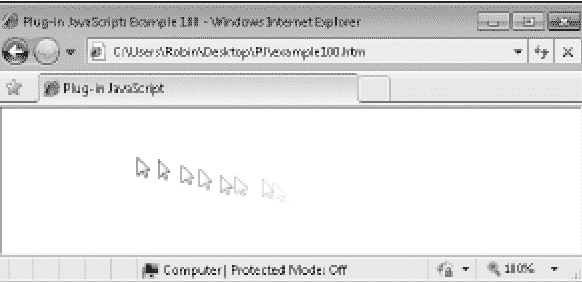 Plug-in JavaScript: Example 100 - Windows Internet Explorer
C:\Users\Robin\Desktop\PJ\example100.htm
Plug-in JavaScript
Computer | Protected Mode: Off
100%